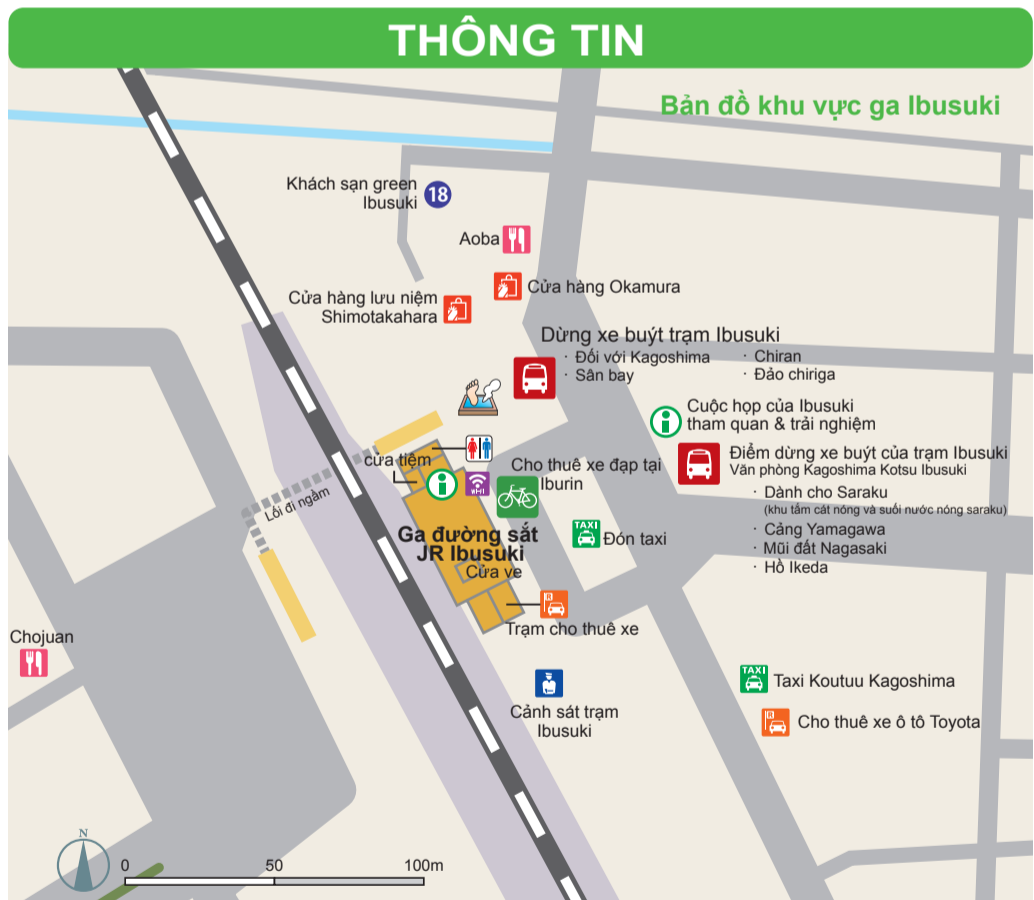 THÔNG TIN
Bản đồ khu vực ga Ibusuki
Khách sạn green
Ibusuki
18
Aoba
Cửa hàng Okamura
Cửa hàng lưu niệm
Shimotakahara
Dừng xe buýt trạm Ibusuki
· Đối với Kagoshima
· Sân bay
· Chiran
· Đảo chiriga
Cuộc họp của Ibusuki
tham quan & trải nghiệm
Điểm dừng xe buýt của trạm Ibusuki
Văn phòng Kagoshima Kotsu Ibusuki
· Dành cho Saraku
(khu tắm cát nóng và suối nước nóng saraku)
· Cảng Yamagawa
· Mũi đất Nagasaki
· Hồ Ikeda
cửa tiệm
WI-FI
Cho thuê xe đạp tại
Iburin
Lối đi ngầm
Ga đường sắt
JR Ibusuki
Cửa ve
TAXI
Đón taxi
R
Trạm cho thuê xe
Chojuan
Cảnh sát trạm
Ibusuki
TAXI
Taxi Koutuu Kagoshima
R
Cho thuê xe ô tô Toyota
N
0
50
100m